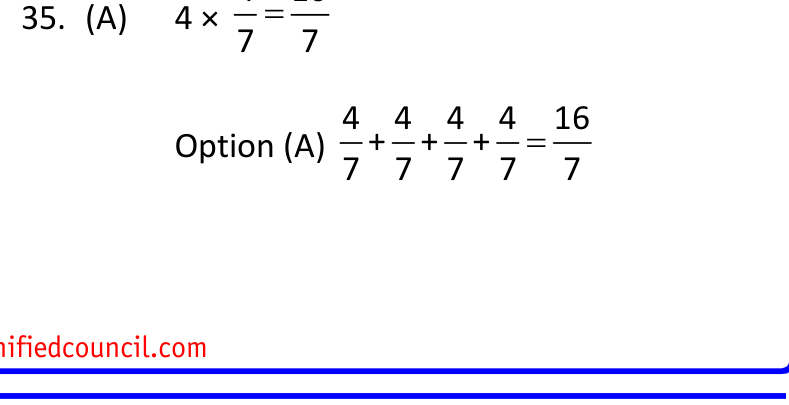 35. (A) 4 × /7 = /7
Option (A) 4/7 + 4/7 + 4/7 + 4/7 = 16/7
nifiedcouncil.com